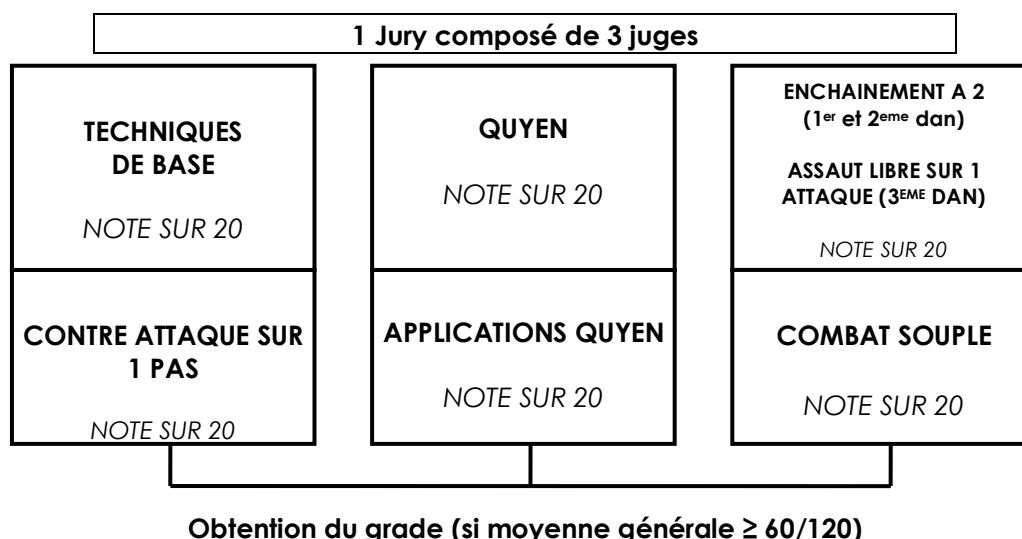 1 Jury composé de 3 juges
TECHNIQUES
DE BASE
NOTE SUR 20
CONTRE ATTAQUE SUR
1 PAS
NOTE SUR 20
QUYEN
NOTE SUR 20
APPLICATIONS QUYEN
NOTE SUR 20
ENCHAINEMENT A 2
(1er et 2eme dan)
ASSAUT LIBRE SUR 1
ATTAQUE (3EME DAN)
NOTE SUR 20
COMBAT SOUPLE
NOTE SUR 20
Obtention du grade (si moyenne générale ≥ 60/120)